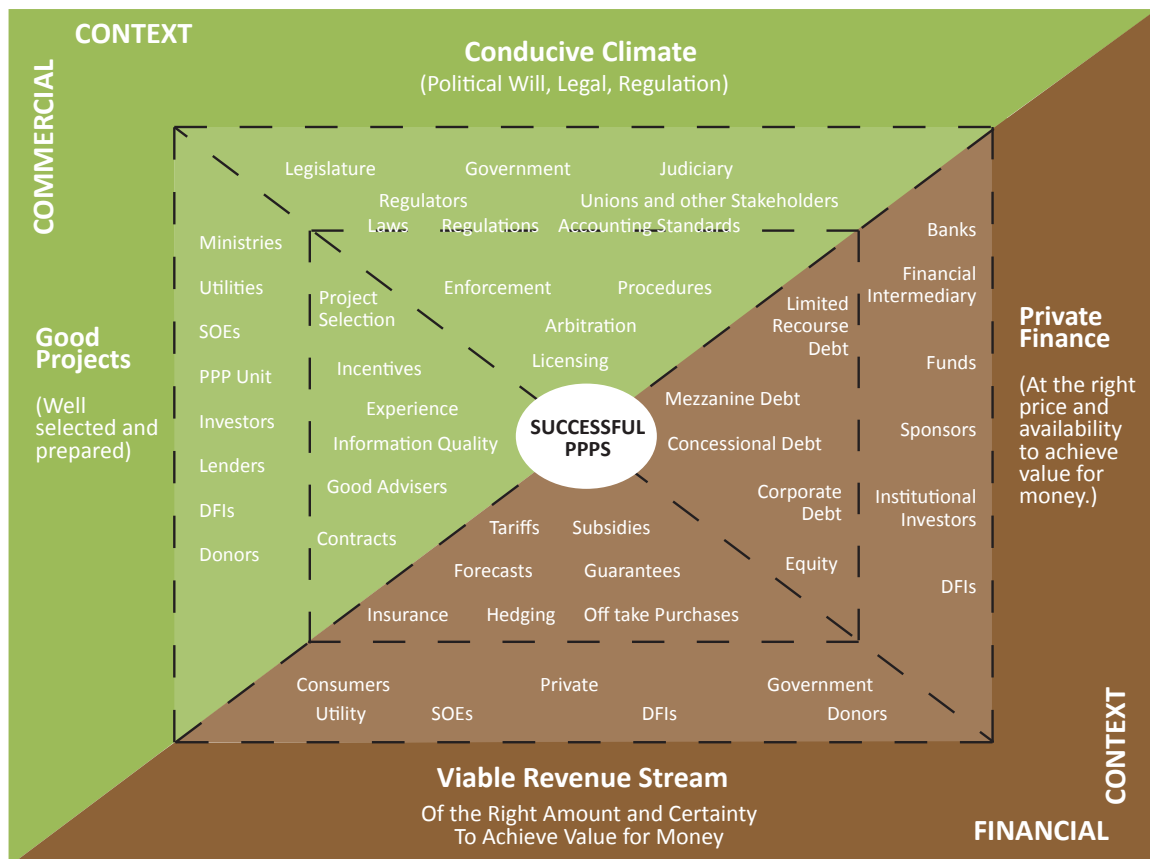 CONTEXT
COMMERCIAL
Conducive Climate
(Political Will, Legal, Regulation)
Legislature
Government
Judiciary
Regulators
Unions and other Stakeholders
Laws
Regulations
Accounting Standards
Enforcement
Procedures
Arbitration
Licensing
Good
Projects
(Well
selected and
prepared)
Ministries
Utilities
SOEs
PPP Unit
Investors
Lenders
DFIs
Donors
Project
Selection
Incentives
Experience
Information Quality
Good Advisers
Contracts
SUCCESSFUL
PPPS
Limited
Recourse
Debt
Mezzanine Debt
Concessional Debt
Corporate
Debt
Equity
Banks
Financial
Intermediary
Funds
Sponsors
Institutional
Investors
DFIs
Private
Finance
(At the right
price and
availability
to achieve
value for
money.)
Tariffs
Subsidies
Forecasts
Guarantees
Insurance
Hedging
Off take Purchases
Consumers
Private
Government
Utility
SOEs
DFIs
Donors
Viable Revenue Stream
Of the Right Amount and Certainty
To Achieve Value for Money
CONTEXT
FINANCIAL